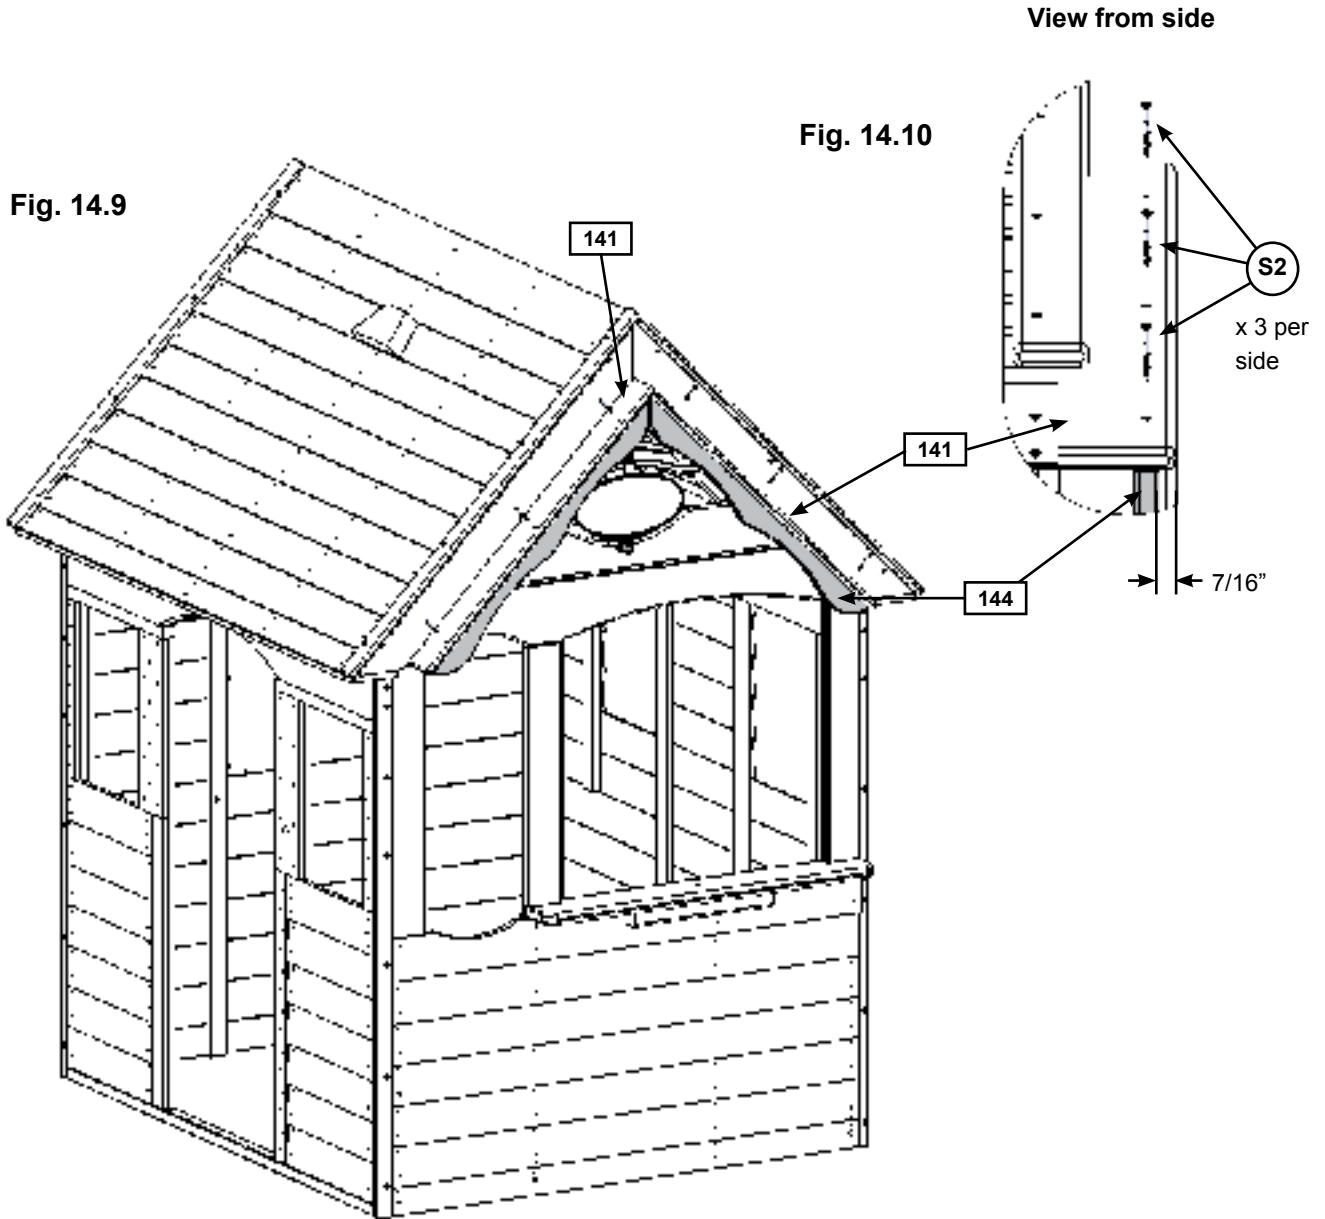 View from side
Fig. 14.10
Fig. 14.9
141
S2
x 3 per
side
141
7/16”
144